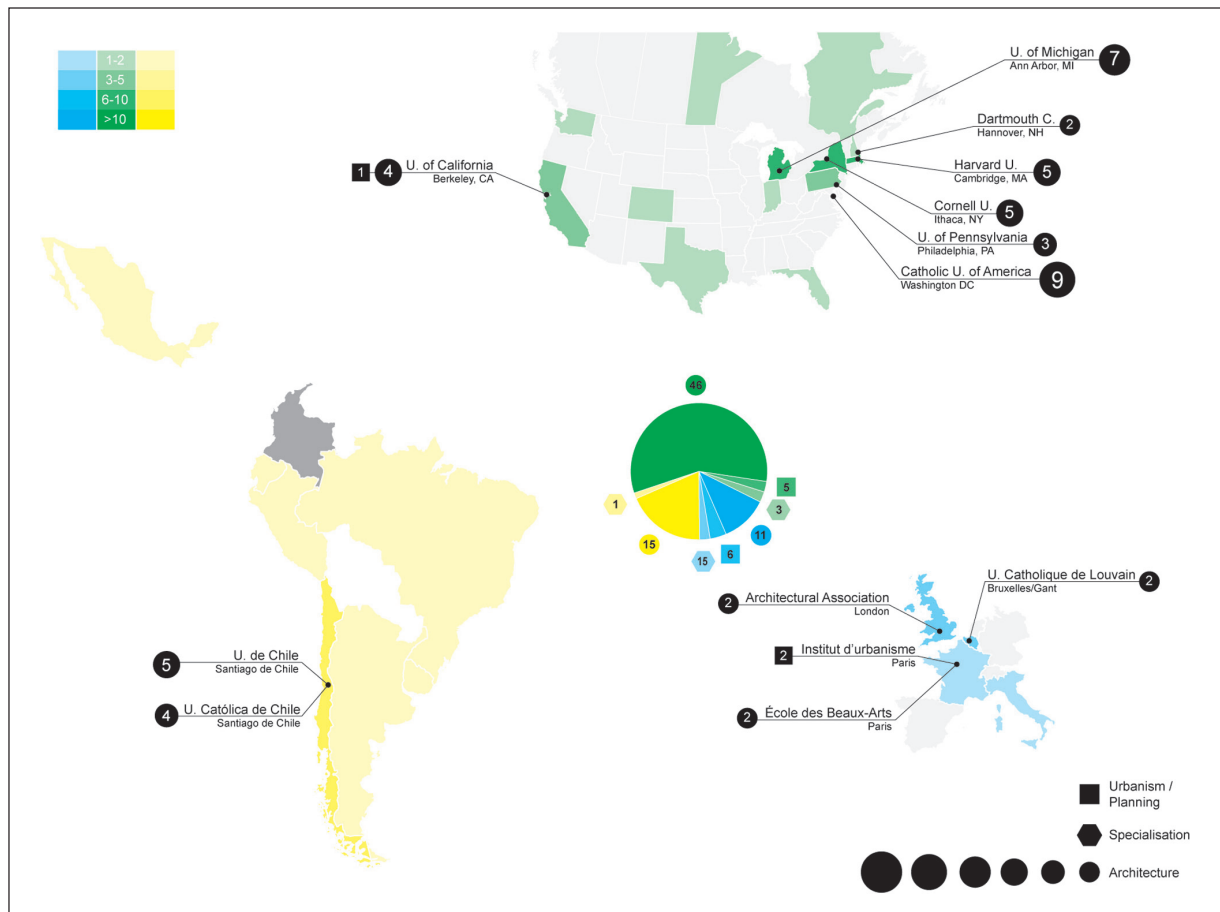 1-2
3-5
6-10
>10
U. of Michigan
Ann Arbor, MI
7
Dartmouth C.
Hannover, NH
2
1
4
U. of California
Berkeley, CA
Harvard U.
Cambridge, MA
5
Cornell U.
Ithaca, NY
5
U. of Pennsylvania
Philadelphia, PA
3
Catholic U. of America
Washington DC
9
46
5
3
1
15
11
6
15
U. Catholique de Louvain
Bruxelles/Gant
2
2
Architectural Association
London
2
Institut d'urbanisme
Paris
5
U. de Chile
Santiago de Chile
4
U. Católica de Chile
Santiago de Chile
2
École des Beaux-Arts
Paris
Urbanism /
Planning
Specialisation
Architecture